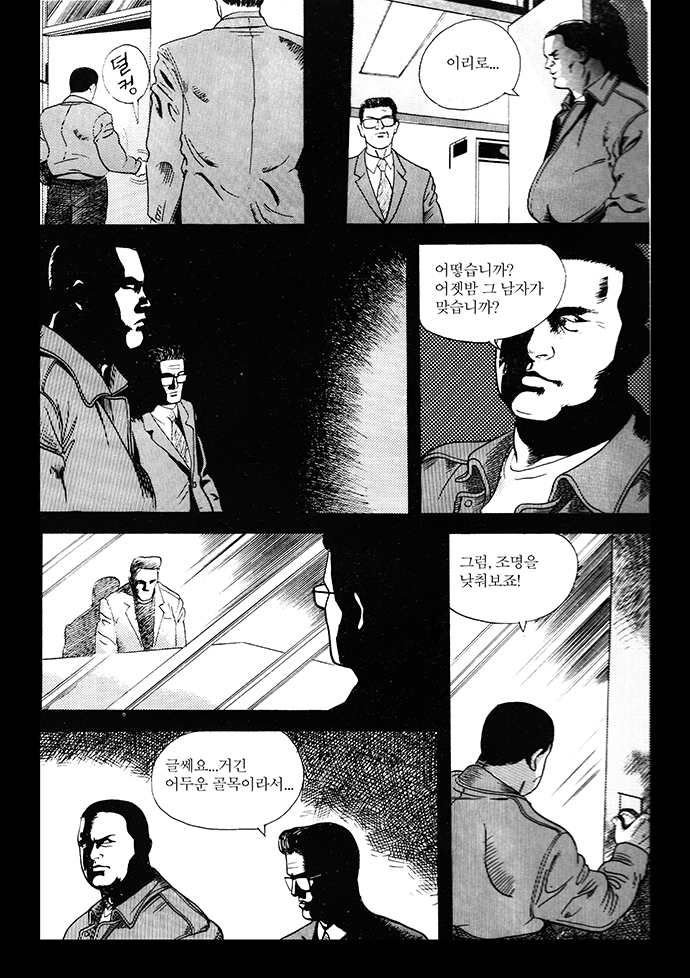 덜컹
이리로...
어떻습니까?
어젯밤 그 남자가
맞습니까?
그럼, 조명을
낮춰보죠!
글쎄요...거긴
어두운 골목이라서...